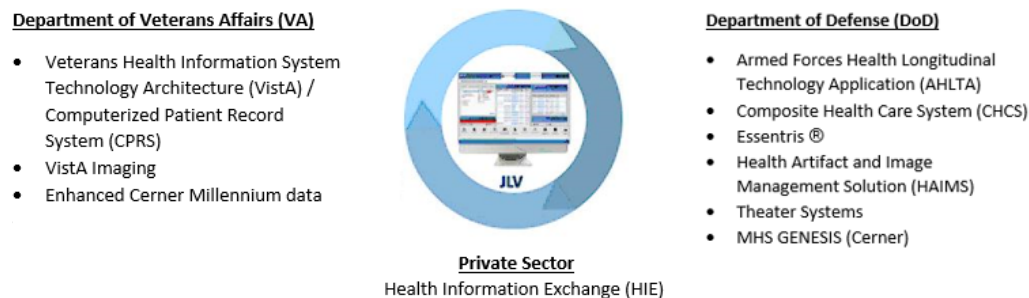 Department of Veterans Affairs (VA)
• Veterans Health Information System
Technology Architecture (VistA) /
Computerized Patient Record
System (CPRS)
• VistA Imaging
• Enhanced Cerner Millennium data
JLV
Private Sector
Health Information Exchange (HIE)
Department of Defense (DoD)
• Armed Forces Health Longitudinal
Technology Application (AHLTA)
• Composite Health Care System (CHCS)
• Essentris ®
• Health Artifact and Image
Management Solution (HAIMS)
• Theater Systems
• MHS GENESIS (Cerner)